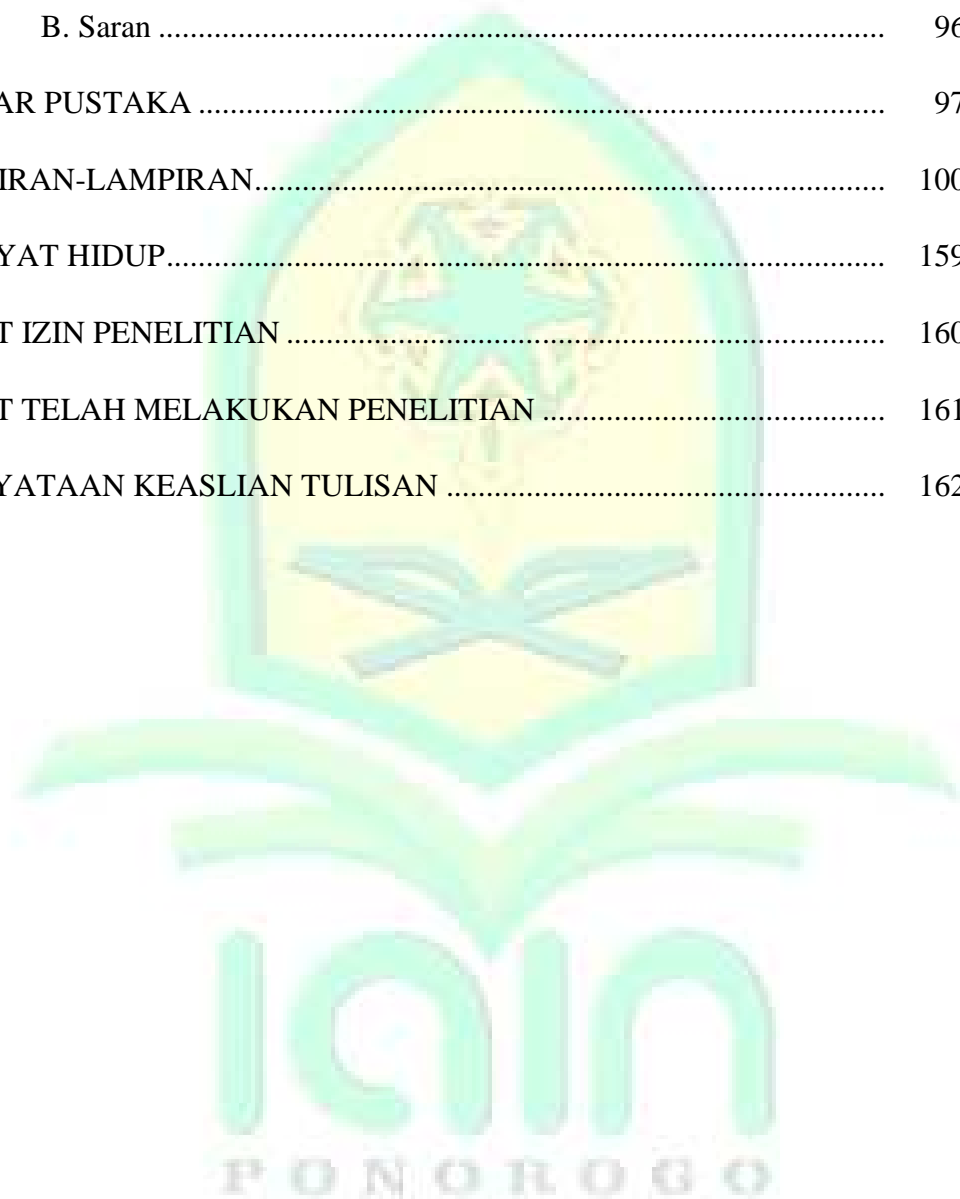 B. Saran ........................................................................................... 96
AR PUSTAKA ....................................................................................... 97
IRAN-LAMPIRAN................................................................................ 100
YAT HIDUP........................................................................................... 159
T IZIN PENELITIAN ........................................................................... 160
T TELAH MELAKUKAN PENELITIAN ........................................... 161
YATAAN KEASLIAN TULISAN ....................................................... 162
iain
PONOROGO